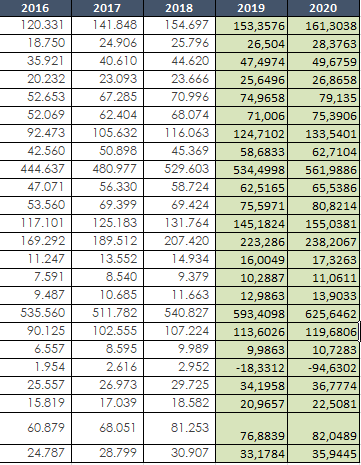 2016 2017 2018 2019 2020
120.331 141.848 154.697 153,3576 161,3038
18.750 24.906 25.796 26,504 28,3763
35.921 40.610 44.620 47,4974 49,6759
20.232 23.093 23.666 25,6496 26,8658
52.653 67.285 70.996 74,9658 79,135
52.069 62.404 68.074 71,006 75,3906
92.473 105.632 116.063 124,7102 133,5401
42.560 50.898 45.369 58,6833 62,7104
444.637 480.977 529.603 534,4998 561,9886
47.071 56.330 58.724 62,5165 65,5386
53.560 69.399 69.424 75,5971 80,8214
117.101 125.183 131.764 145,1824 155,0381
169.292 189.512 207.420 223,286 238,2067
11.247 13.552 14.934 16,0049 17,3263
7.591 8.540 9.379 10,2887 11,0611
9.487 10.685 11.663 12,9863 13,9033
535.560 511.782 540.827 593,4098 625,6462
90.125 102.555 107.224 113,6026 119,6806
6.557 8.595 9.989 9,9863 10,7283
1.954 2.616 2.952 -18,3312 -94,6302
25.557 26.973 29.725 34,1958 36,7774
15.819 17.039 18.582 20,9657 22,5081
60.879 68.051 81.253 76,8839 82,0489
24.787 28.799 30.907 33,1784 35,9445